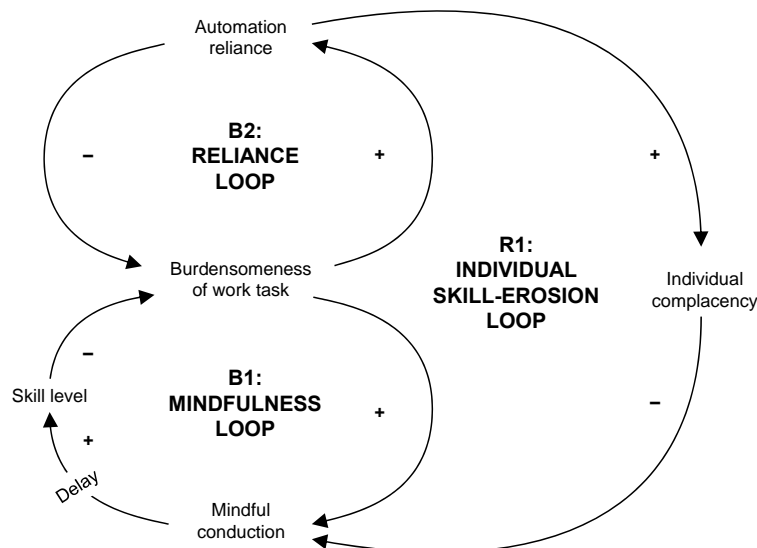 Automation
reliance
B2:
RELIANCE
LOOP
–
+
+
Burdensomeness
of work task
R1:
INDIVIDUAL
SKILL-EROSION
LOOP
Individual
complacency
–
Skill level
B1:
MINDFULNESS
LOOP
+
–
+
Delay
Mindful
conduction